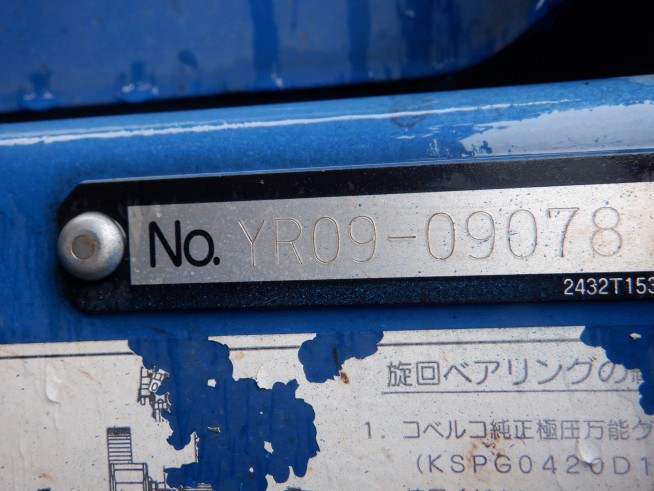 No. YR09-09078
2432T153
旋回ベアリングの
1. コベルコ純正極圧万能グ
(KSPG0420D1